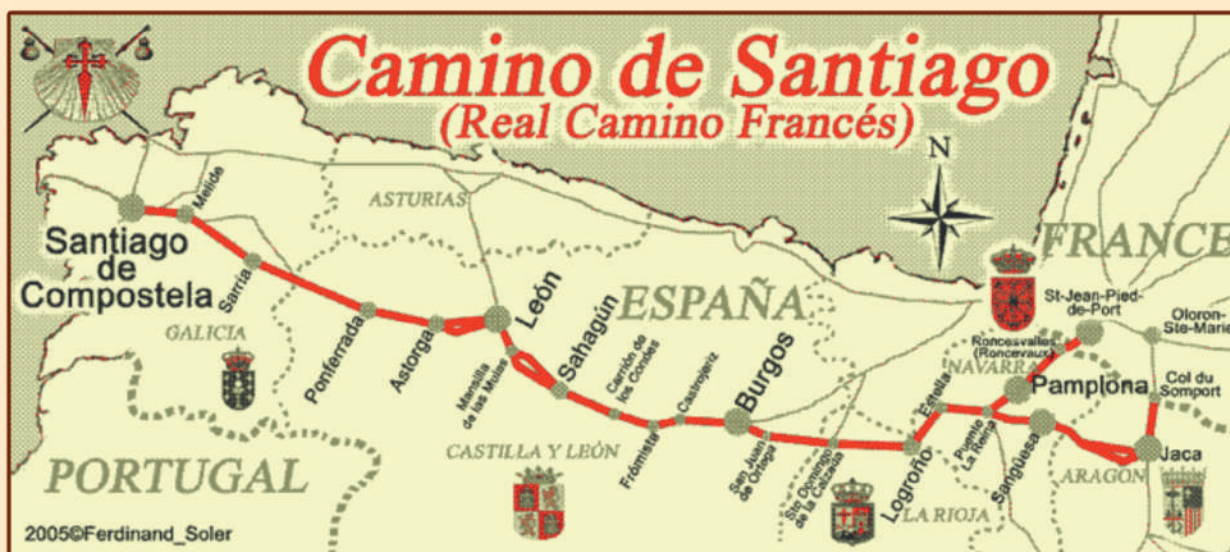 Camino de Santiago
(Real Camino Francés)
N
ASTURIAS
FRANCE
Melide
Santiago
de
Compostela
Sarria
GALICIA
Ponferrada
Astorga
León
Mansilla
de las Mulas
Sahagún
ESPAÑA
Carrión de
los Condes
Frómista
Castrojeriz
Burgos
San Juan
de Ortega
Sto Domingo
de la Calzada
Logroño
Estella
Puente
La Reina
St-Jean-Pied-
de-Port
Roncesvalles
(Roncevaux)
NAVARRA
Pamplona
Oloron-
Ste-Marie
Col du
Somport
Sangüesa
Jaca
ARAGON
LA RIOJA
CASTILLA Y LEÓN
PORTUGAL
2005©Ferdinand_Soler